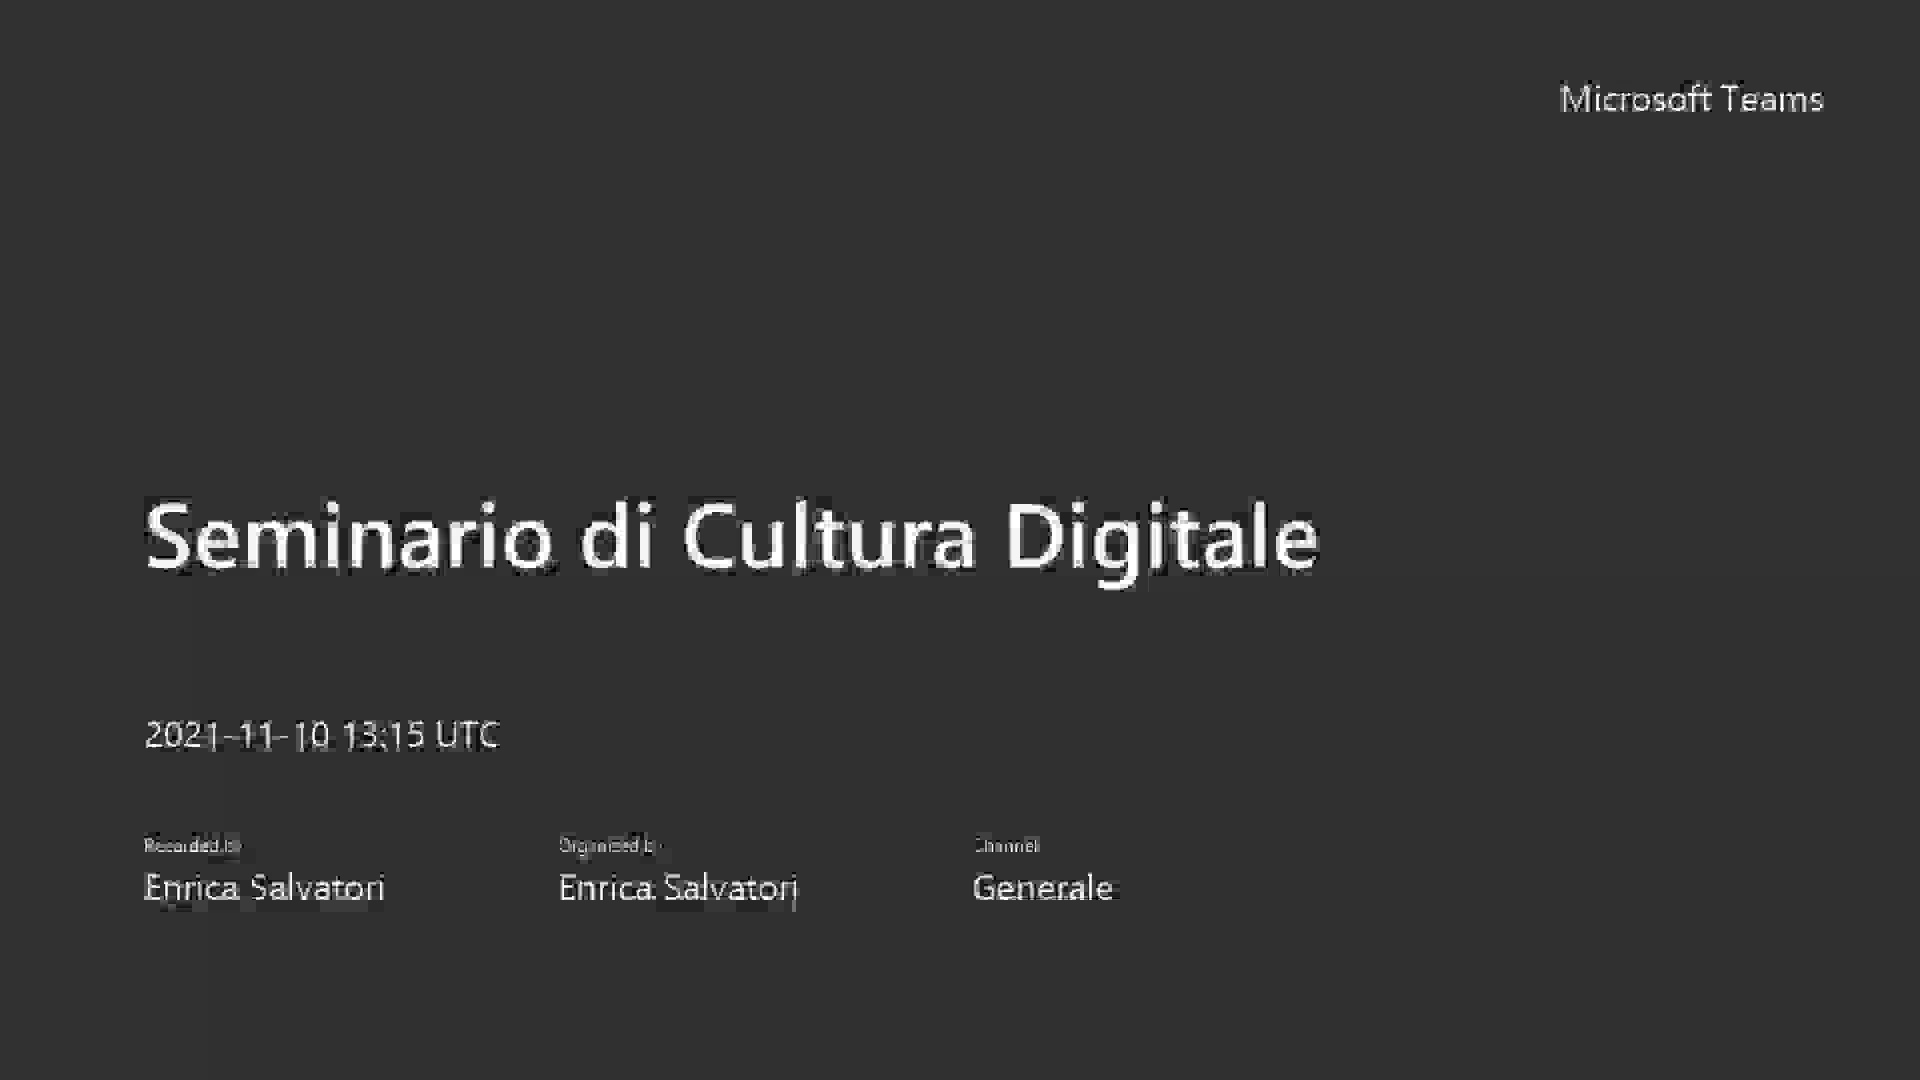 Microsoft Teams
Seminario di Cultura Digitale
2021-11-10 13:15 UTC
Recorded by Organized by Channel
Enrica Salvatori Enrica Salvatori Generale